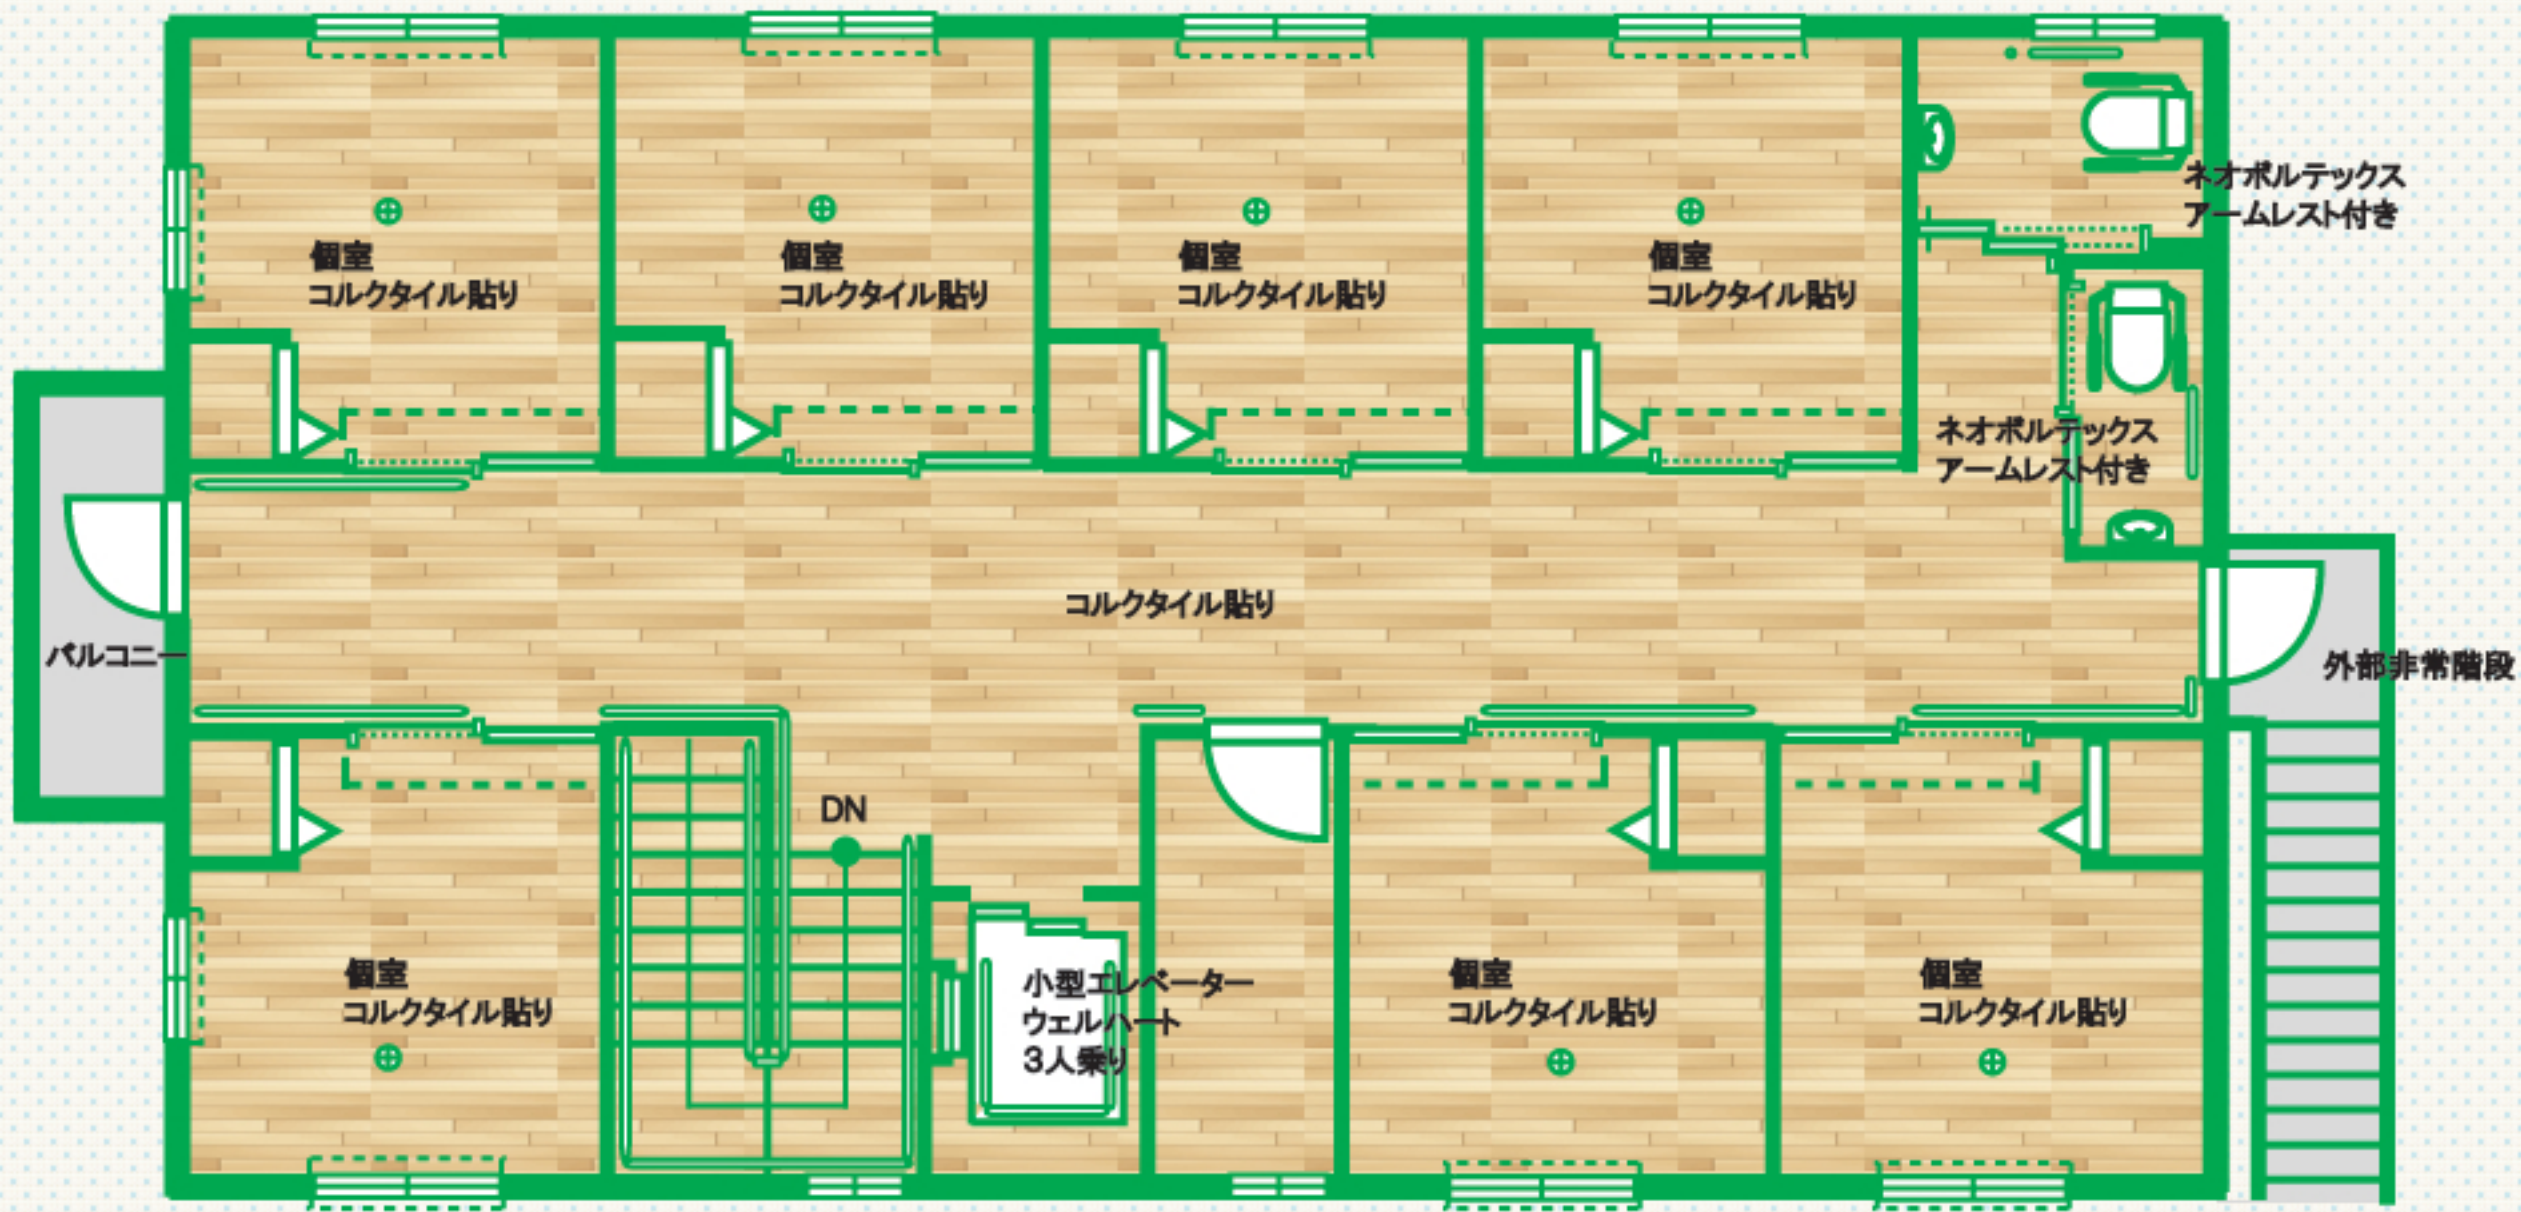 ネオボルテックス
アームレスト付き
個室
コルクタイル貼り
個室
コルクタイル貼り
個室
コルクタイル貼り
個室
コルクタイル貼り
ネオボルテックス
アームレスト付き
コルクタイル貼り
バルコニー
外部非常階段
DN
個室
コルクタイル貼り
小型エレベーター
ウェルハート
3人乗り
個室
コルクタイル貼り
個室
コルクタイル貼り